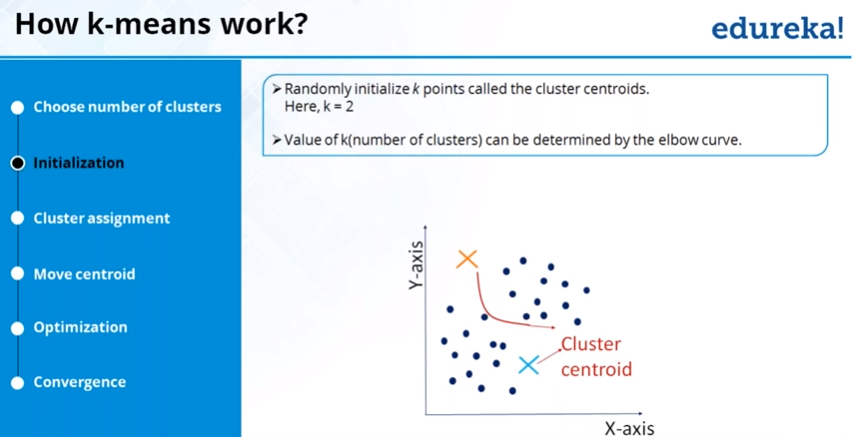 How k-means work?
edureka!
Choose number of clusters
Initialization
Cluster assignment
Move centroid
Optimization
Convergence
➤Randomly initialize k points called the cluster centroids.
Here, k = 2
➤Value of k(number of clusters) can be determined by the elbow curve.
Y-axis
Cluster
centroid
X-axis